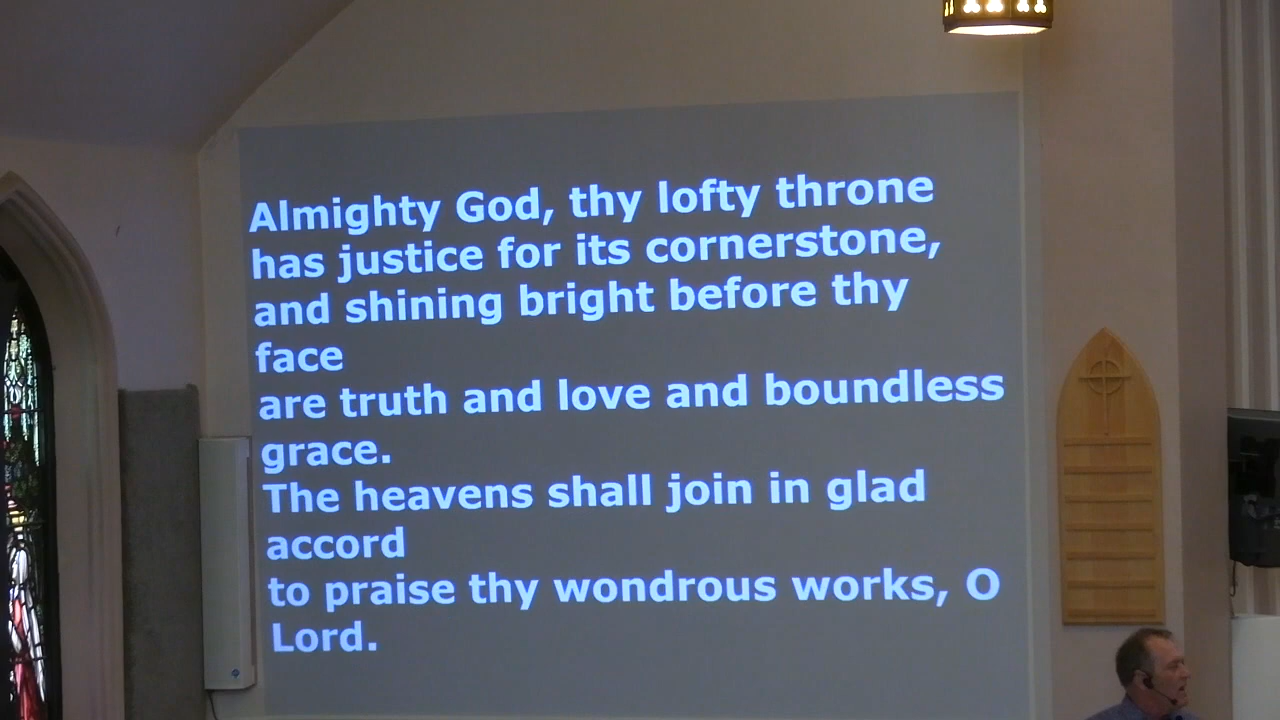 Almighty God, thy lofty throne
has justice for its cornerstone,
and shining bright before thy
face
are truth and love and boundless
grace.
The heavens shall join in glad
accord
to praise thy wondrous works, O
Lord.